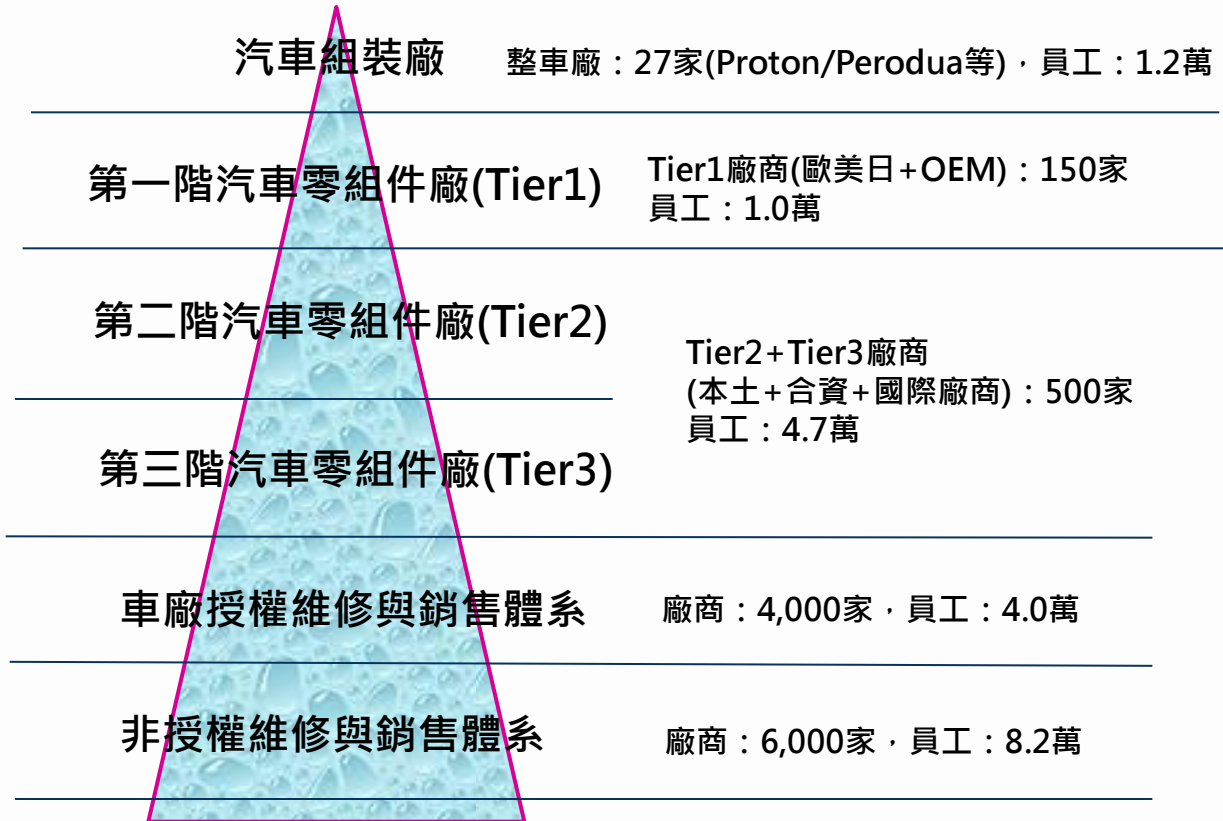 汽車組裝廠
整車�：27家(Proton/Perodua等)，員工：1.2萬
第一階汽車零組件廠(Tier1)
Tier1廠商(歐美日+OEM)：150家
員工：1.0萬
第二階汽車零組件廠(Tier2)
Tier2+Tier3廠商
(本土+合資+國際廠商)：500家
員工：4.7萬
第三階汽車零組件廠(Tier3)
車廠授權維修與銷售體系
廠商：4,000家，員工：4.0萬
非授權維修與銷售體系
廠商：6,000家，員工：8.2萬